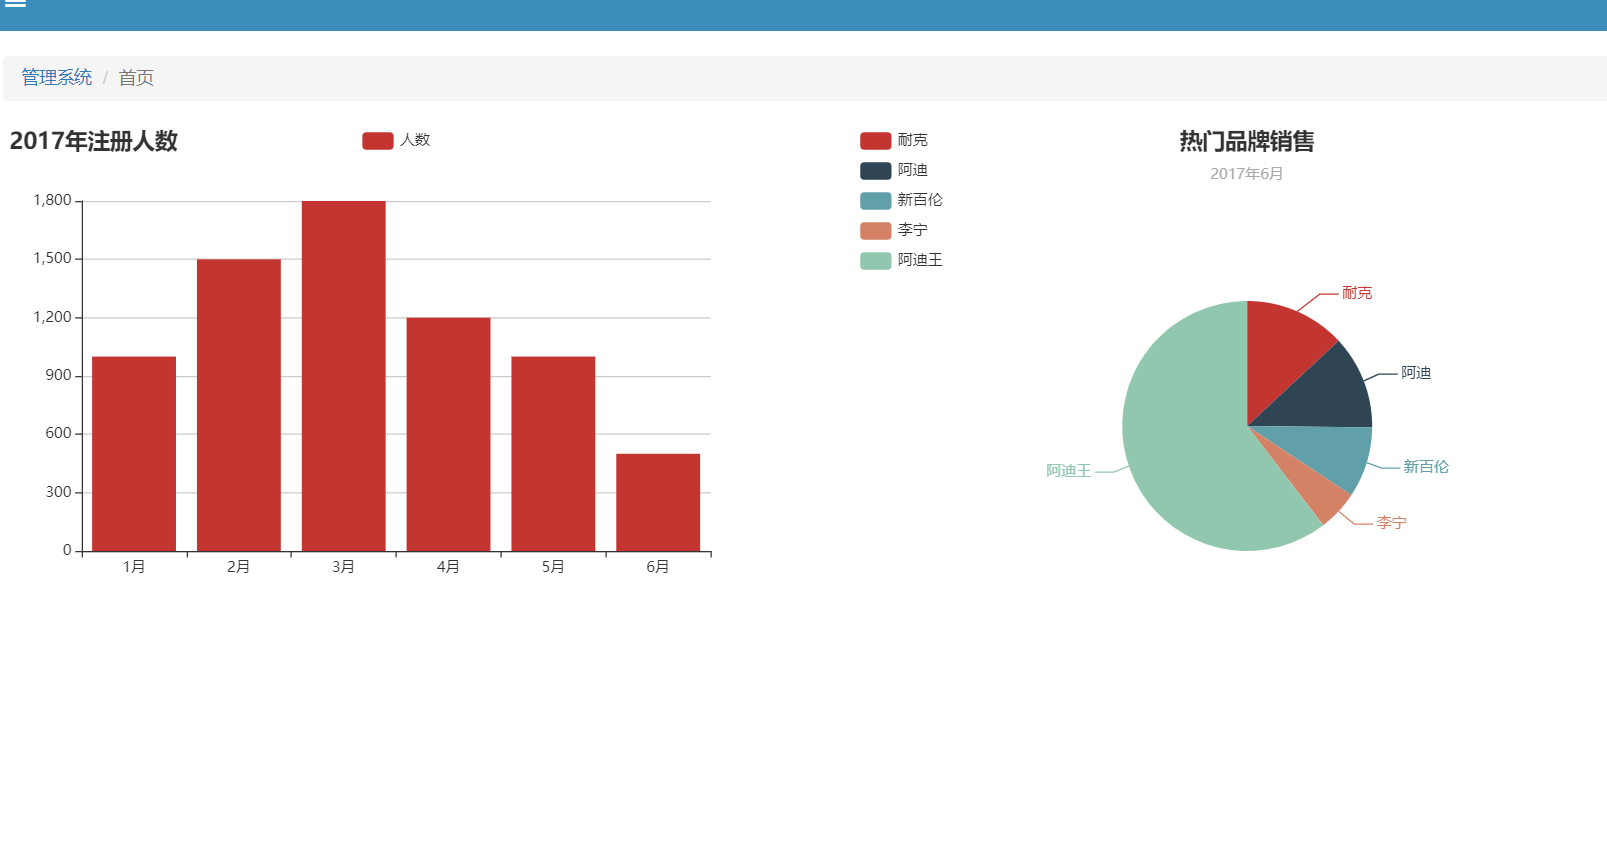 管理系统 / 首页
2017年注册人数
人数
1,800
1,500
1,200
900
600
300
0
1月 2月 3月 4月 5月 6月
耐克
阿迪
新百伦
李宁
阿迪王
热门品牌销售
2017年6月
耐克
阿迪
新百伦
阿迪王
李宁